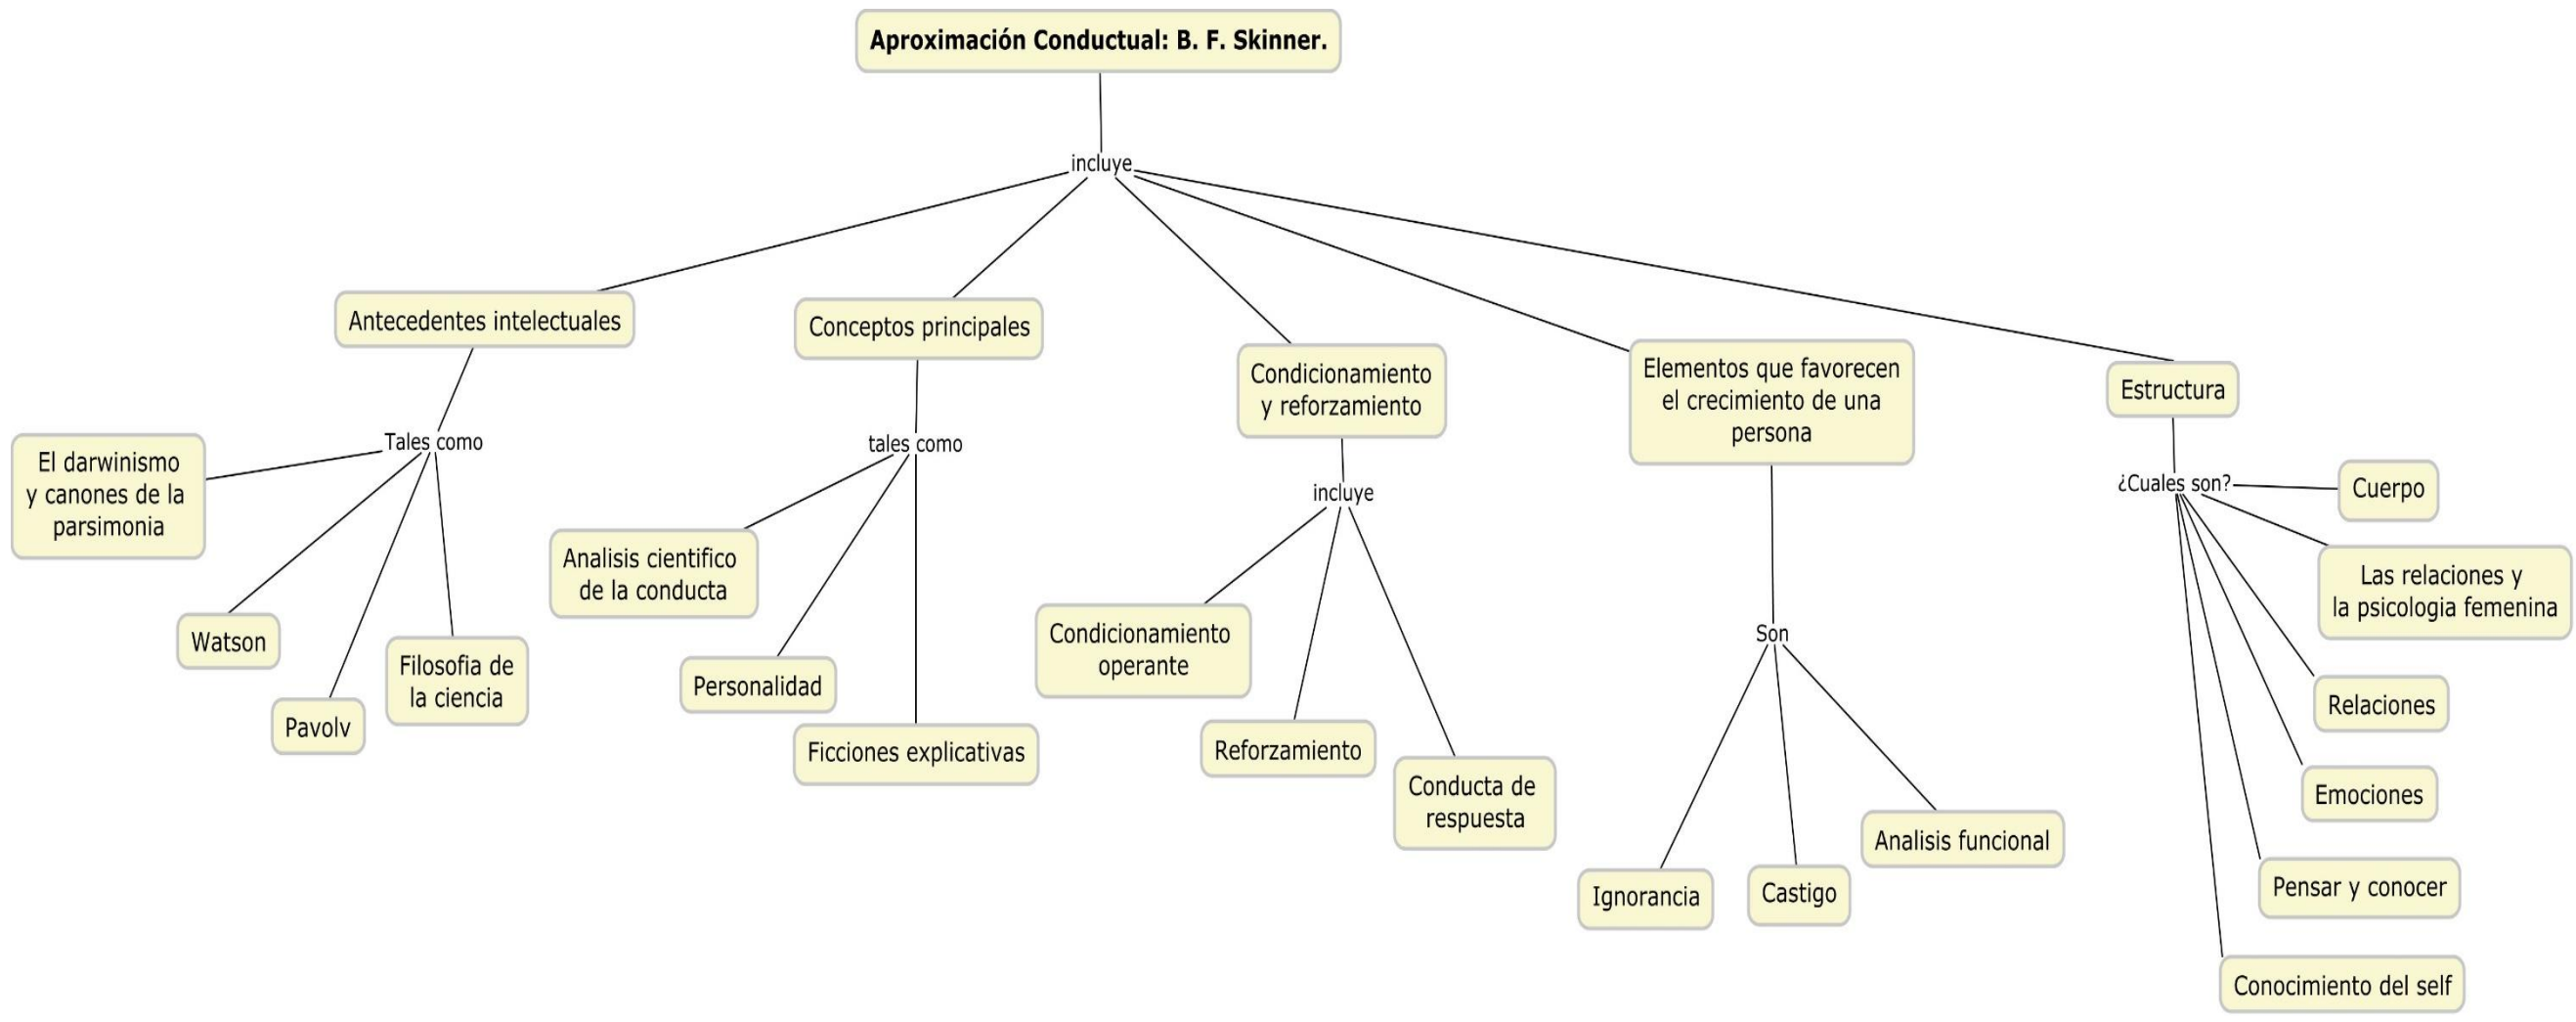 Aproximación Conductual: B. F. Skinner.
incluye
Antecedentes intelectuales
Tales como
El darwinismo
y canones de la
parsimonia
Watson
Pavolv
Filosofia de
la ciencia
Conceptos principales
tales como
Analisis cientifico
de la conducta
Personalidad
Ficciones explicativas
Condicionamiento
y reforzamiento
incluye
Condicionamiento
operante
Reforzamiento
Conducta de
respuesta
Elementos que favorecen
el crecimiento de una
persona
Son
Ignorancia
Castigo
Analisis funcional
Estructura
¿Cuales son?
Cuerpo
Las relaciones y
la psicologia femenina
Relaciones
Emociones
Pensar y conocer
Conocimiento del self